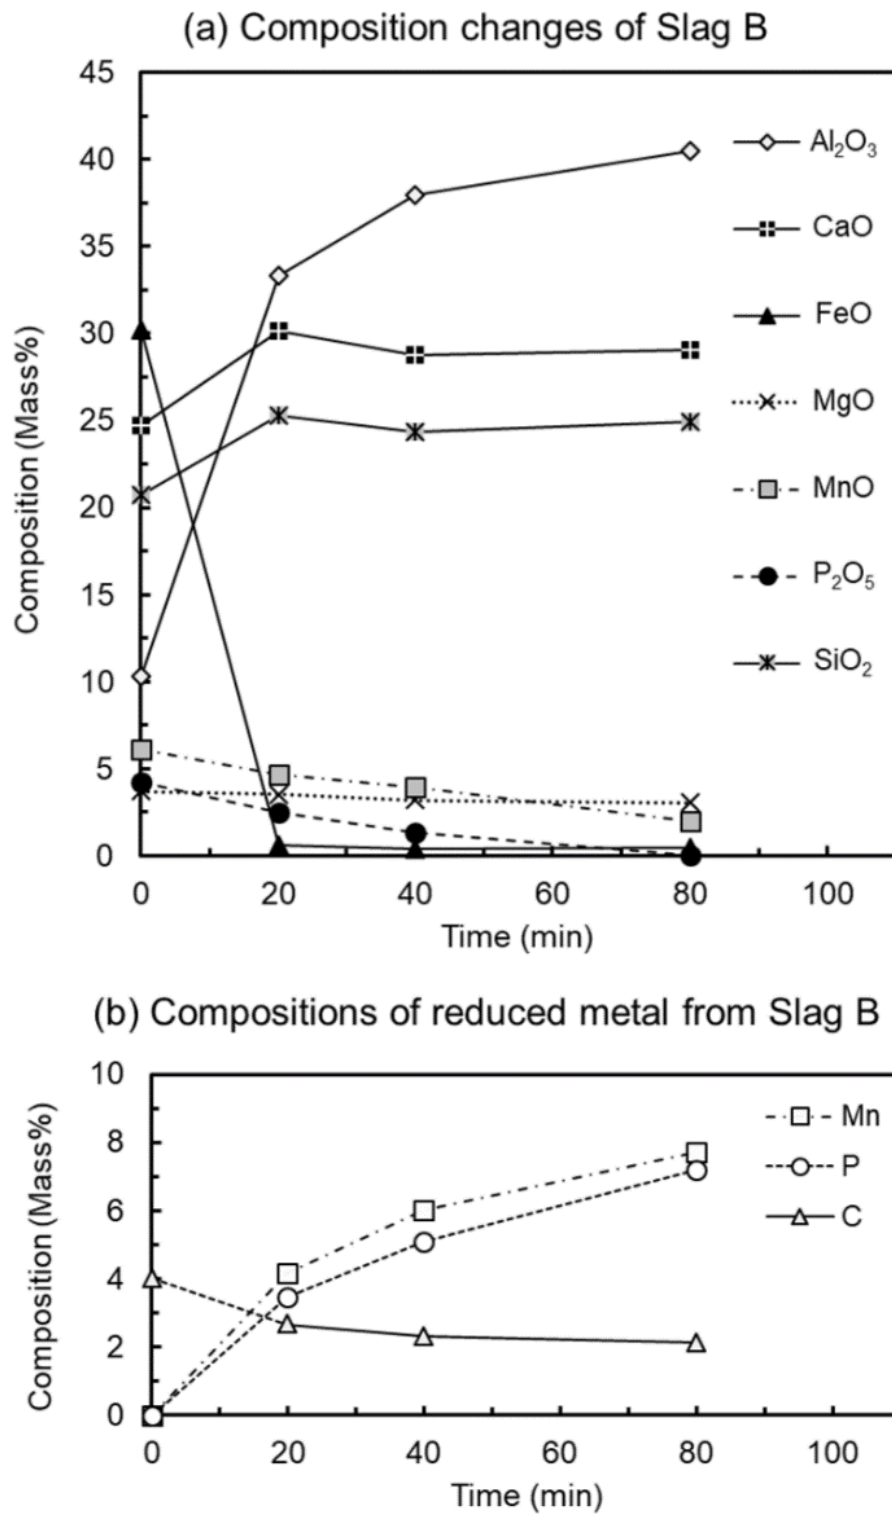 (a) Composition changes of Slag B
45
40
35
30
25
20
15
10
5
0
Composition (Mass%)
Al₂O₃
CaO
FeO
MgO
MnO
P₂O₅
SiO₂
0 20 40 60 80 100
Time (min)
(b) Compositions of reduced metal from Slag B
10
8
6
4
2
0
Composition (Mass%)
Mn
P
C
0 20 40 60 80 100
Time (min)